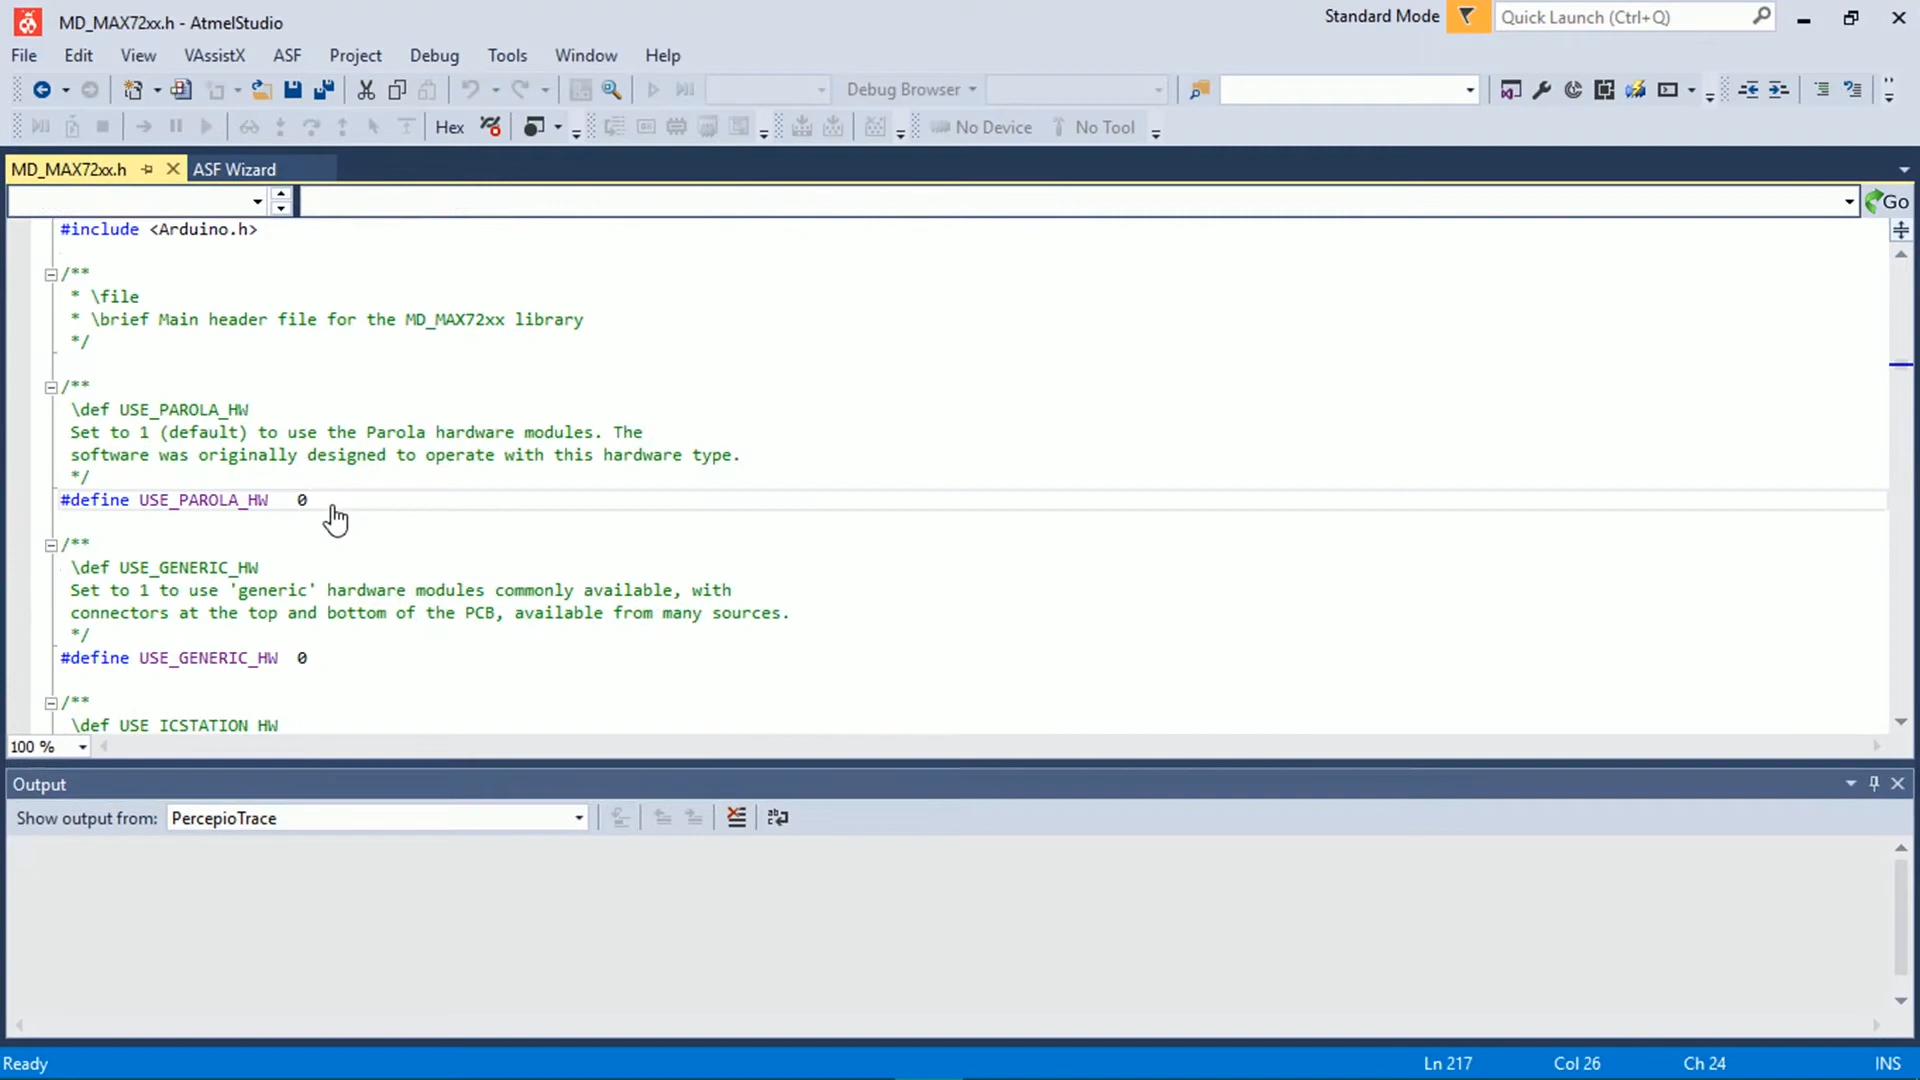 MD_MAX72xx.h - AtmelStudio
Standard Mode
Quick Launch (Ctrl+Q)
File Edit View VAssistX ASF Project Debug Tools Window Help
Debug Browser
Hex
No Device
No Tool
MD_MAX72xx.h
ASF Wizard
Go
#include <Arduino.h>
/**
* \file
* \brief Main header file for the MD_MAX72xx library
*/
/**
\def USE_PAROLA_HW
Set to 1 (default) to use the Parola hardware modules. The
software was originally designed to operate with this hardware type.
*/
#define USE_PAROLA_HW 0
/**
\def USE_GENERIC_HW
Set to 1 to use 'generic' hardware modules commonly available, with
connectors at the top and bottom of the PCB, available from many sources.
*/
#define USE_GENERIC_HW 0
/**
\def USE_ICSTATION_HW
100 %
Output
Show output from: PercepioTrace
Ready
Ln 217 Col 26 Ch 24 INS